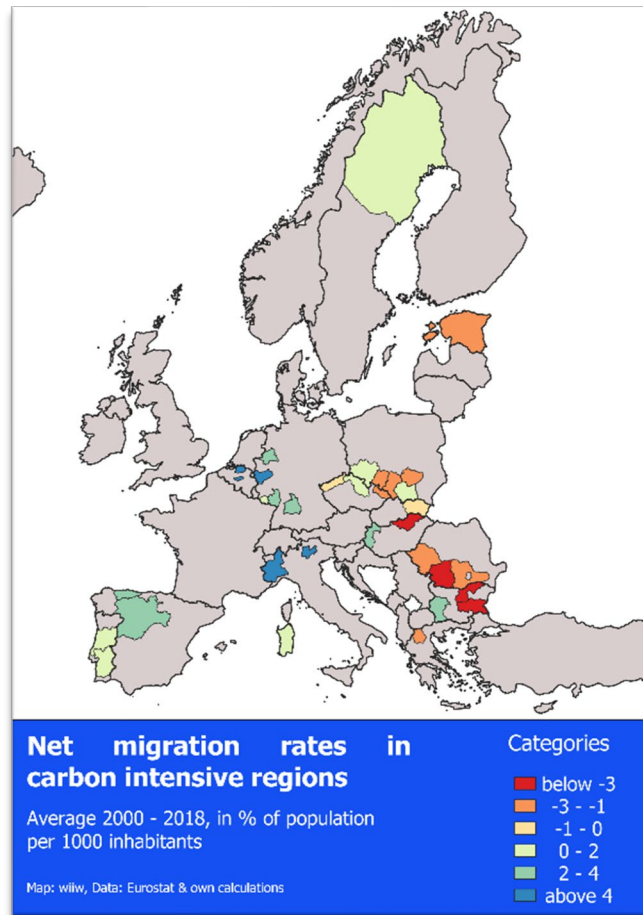 Net migration rates in
carbon intensive regions
Average 2000 - 2018, in % of population
per 1000 inhabitants
Map: wiiw, Data: Eurostat & own calculations
Categories
below -3
-3 - -1
-1 - 0
0 - 2
2 - 4
above 4